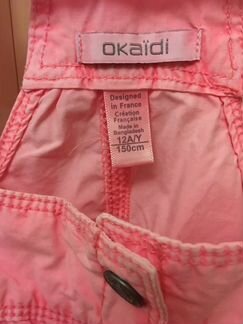 OKAÏDI
Designed
in France
Création
Française
Made in
Bangladesh
12A/Y
150cm